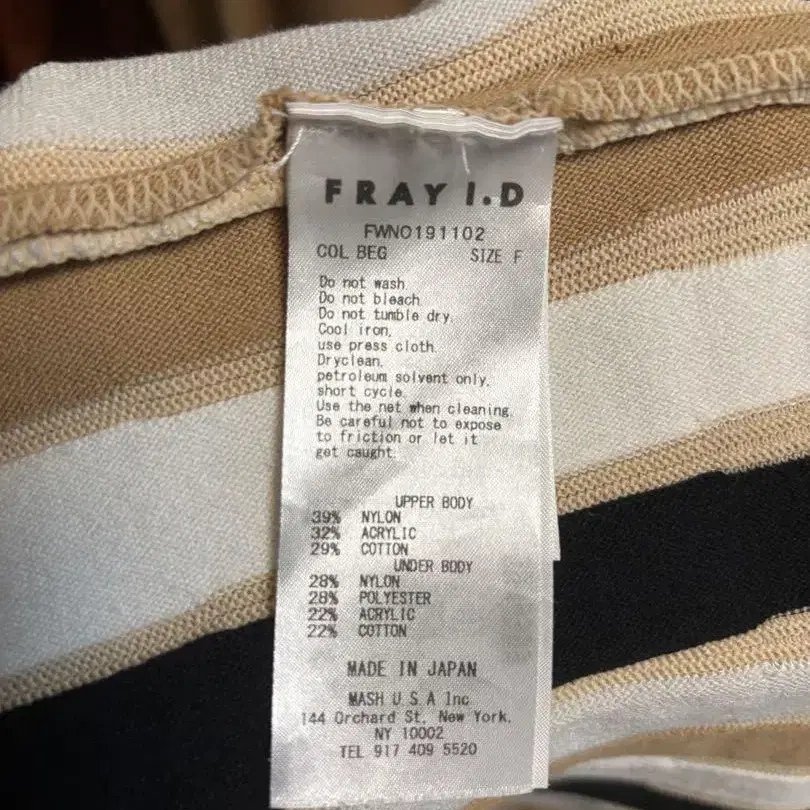 FRAY I.D
FWNO191102
COL BEG SIZE F
Do not wash.
Do not bleach.
Do not tumble dry.
Cool iron,
use press cloth.
Dryclean,
petroleum solvent only,
short cycle.
Use the net when cleaning.
Be careful not to expose
to friction or let it
get caught.
UPPER BODY
39% NYLON
32% ACRYLIC
29% COTTON
UNDER BODY
28% NYLON
28% POLYESTER
22% ACRYLIC
22% COTTON
MADE IN JAPAN
MASH U S A Inc
144 Orchard St. New York.
NY 10002
TEL 917 409 5520